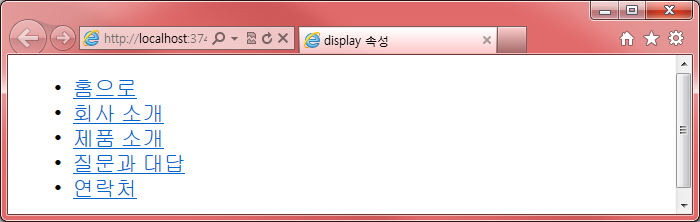 http://localhost:374
display 속성
• 홈으로
• 회사 소개
• 제품 소개
• 질문과 대답
• 연락처